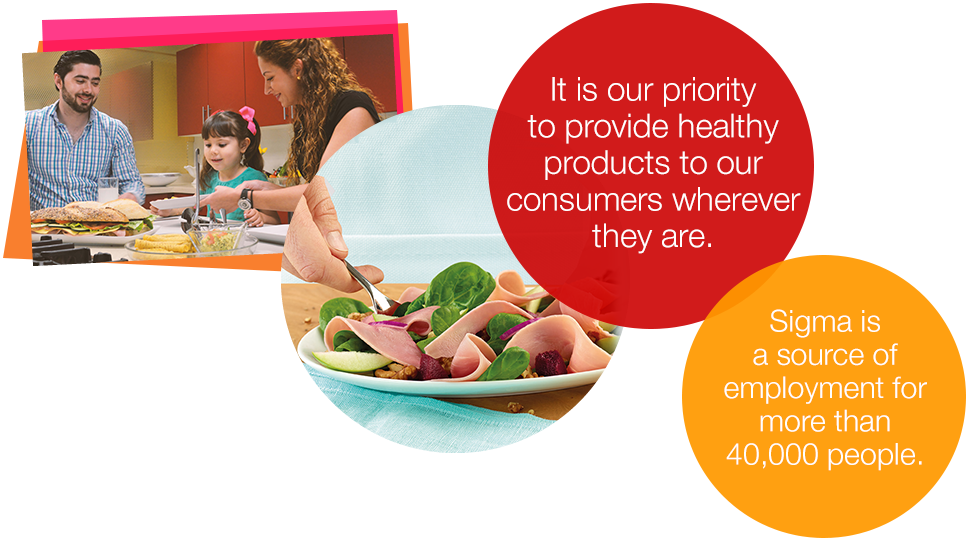 It is our priority
to provide healthy
products to our
consumers wherever
they are.
Sigma is
a source of
employment for
more than
40,000 people.